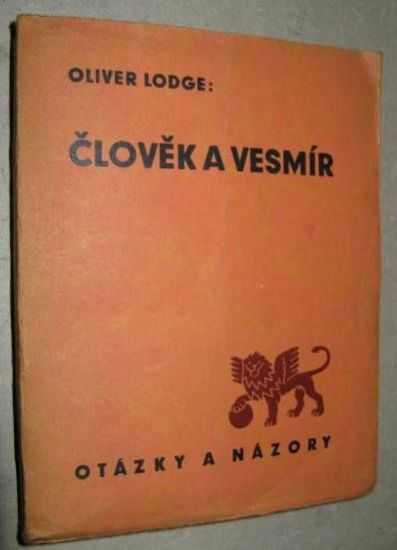 OLIVER LODGE:
ČLOVĚK A VESMÍR
OTÁZKY A NÁZORY